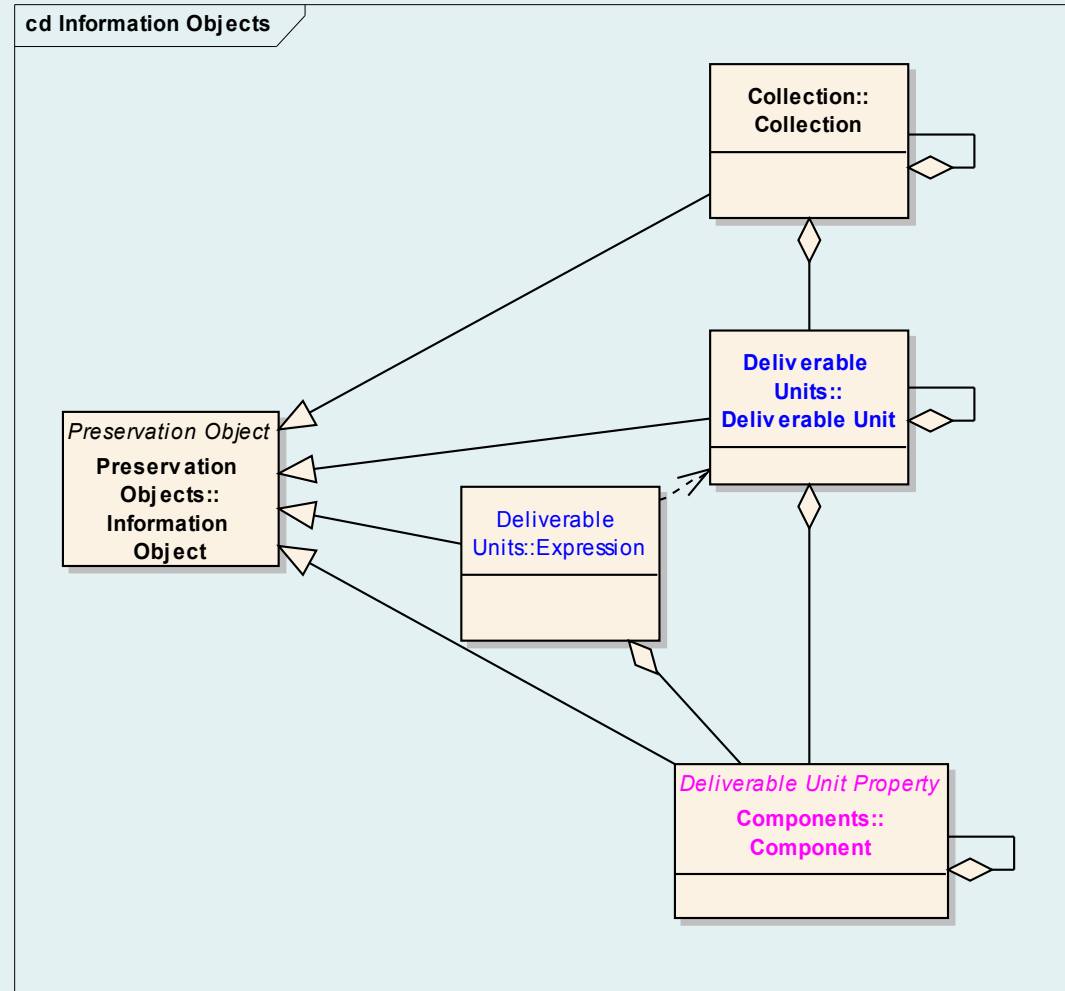 cd Information Objects
Collection::
Collection
Deliverable
Units::
Deliverable Unit
Preservation Object
Preservation
Objects::
Information
Object
Deliverable
Units::Expression
Deliverable Unit Property
Components::
Component